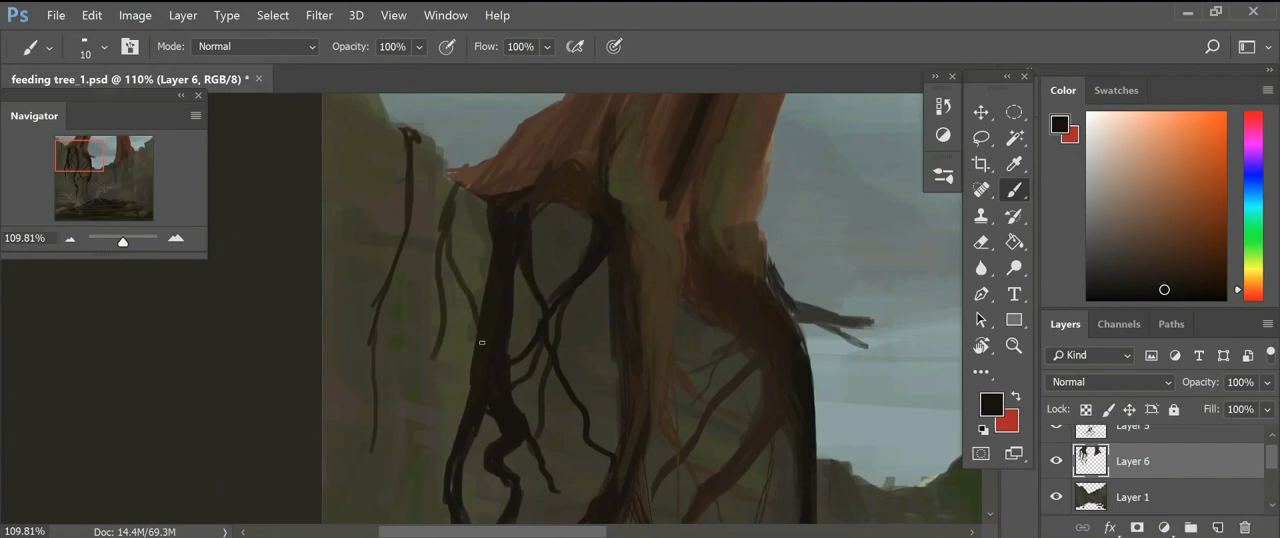 Ps File Edit Image Layer Type Select Filter 3D View Window Help
10 Mode: Normal Opacity: 100% Flow: 100%
feeding tree_1.psd @ 110% (Layer 6, RGB/8) * ×
Navigator
109.81%
Color Swatches
Layers Channels Paths
Kind
Normal Opacity: 100%
Lock: Fill: 100%
Layer 6
Layer 1
fx
109.81% Doc: 14.4M/69.3M